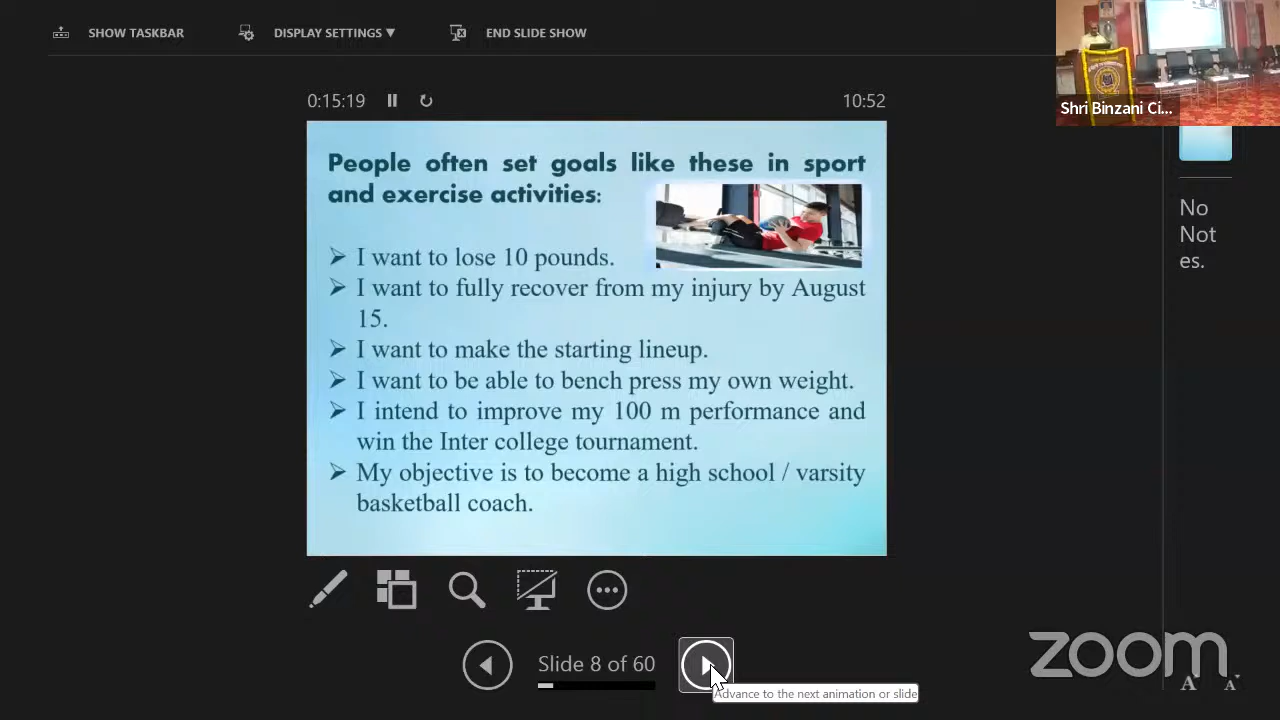 SHOW TASKBAR
DISPLAY SETTINGS ▼
END SLIDE SHOW
Shri Binzani Ci...
0:15:19
10:52
People often set goals like these in sport
and exercise activities:
➢ I want to lose 10 pounds.
➢ I want to fully recover from my injury by August
15.
➢ I want to make the starting lineup.
➢ I want to be able to bench press my own weight.
➢ I intend to improve my 100 m performance and
win the Inter college tournament.
➢ My objective is to become a high school / varsity
basketball coach.
No
Not
es.
Slide 8 of 60
Advance to the next animation or slide
zoom
A A